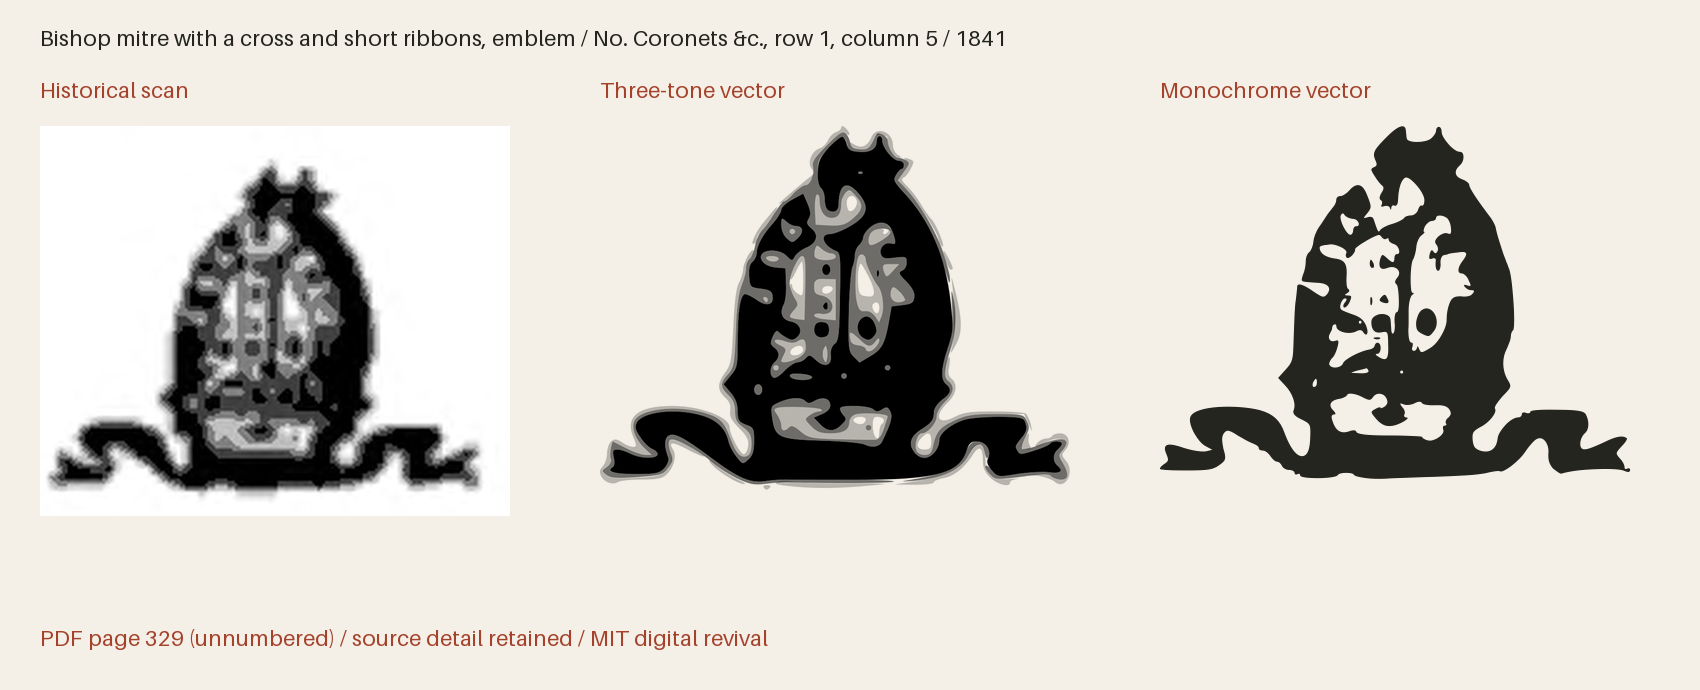 Bishop mitre with a cross and short ribbons, emblem / No. Coronets &c., row 1, column 5 / 1841
Historical scan
Three-tone vector
Monochrome vector
PDF page 329 (unnumbered) / source detail retained / MIT digital revival